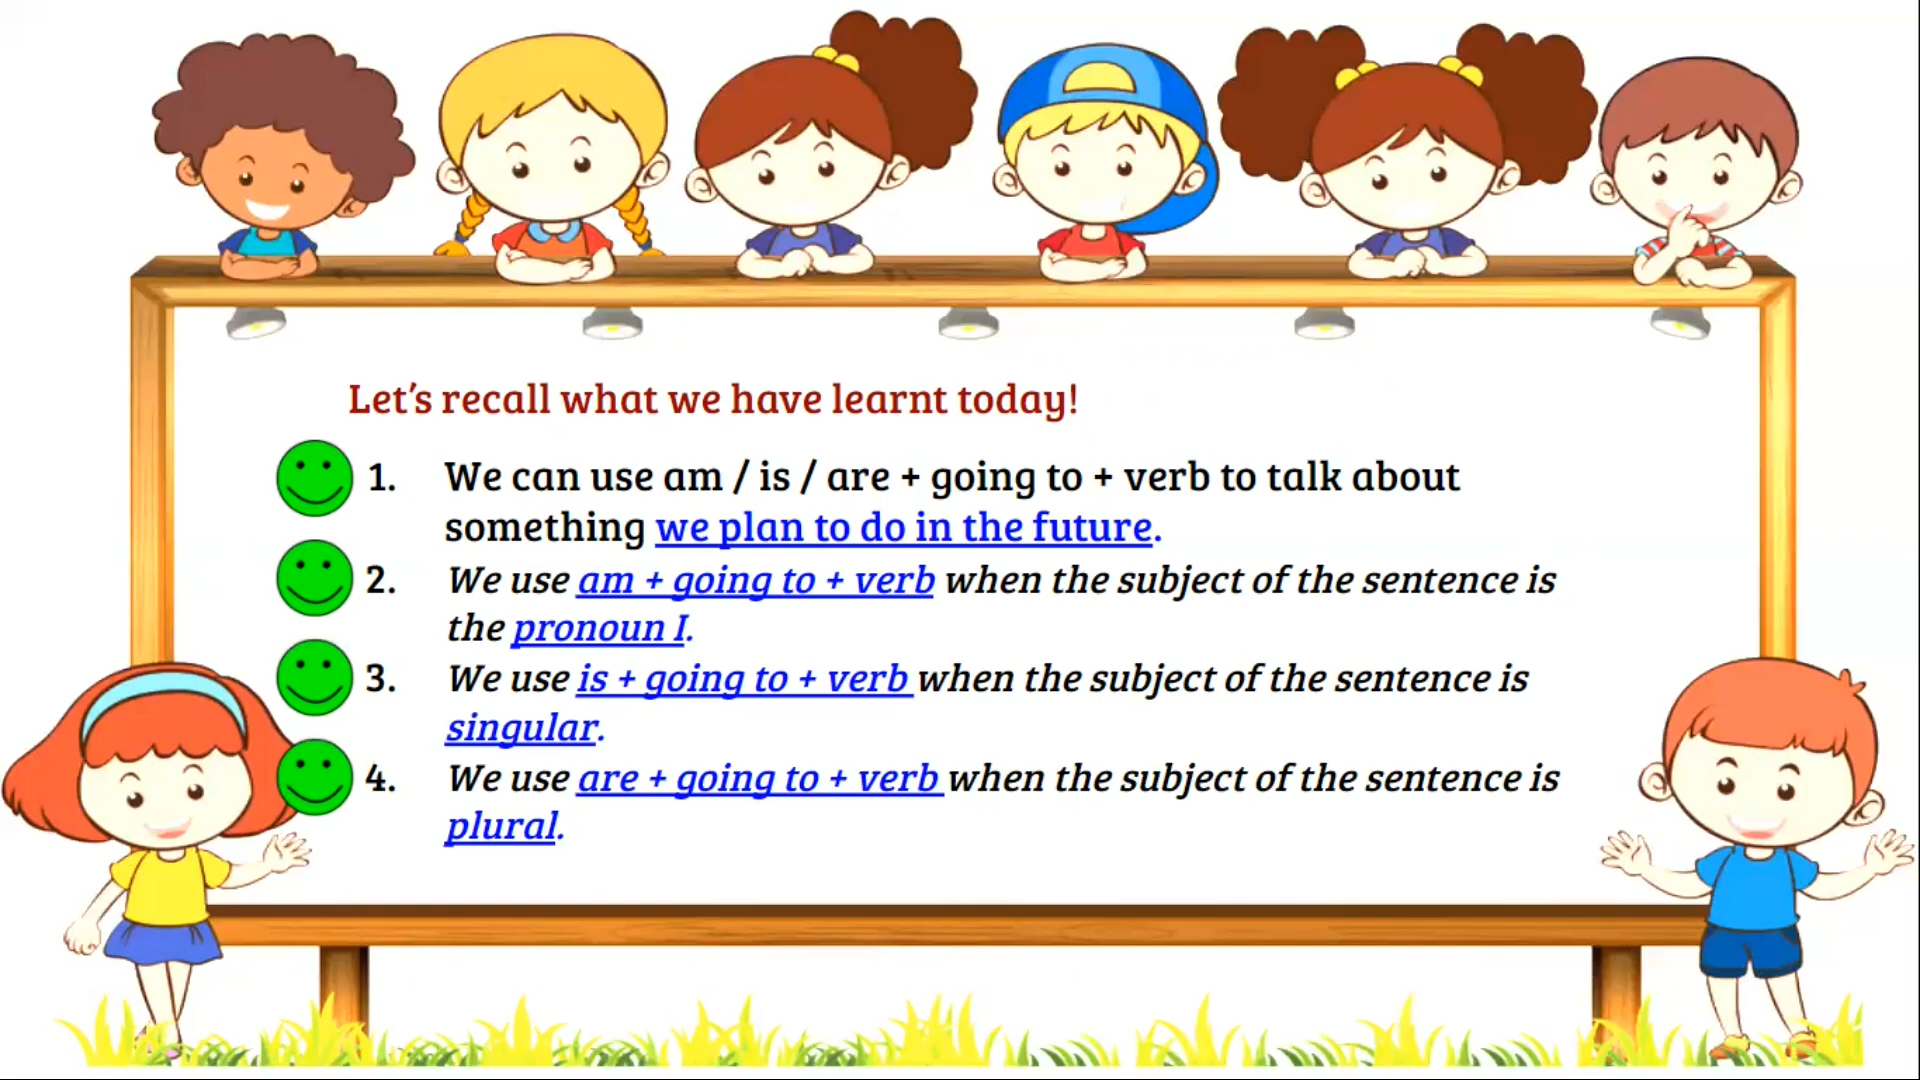 Let’s recall what we have learnt today!
1. We can use am / is / are + going to + verb to talk about
something we plan to do in the future.
2. We use am + going to + verb when the subject of the sentence is
the pronoun I.
3. We use is + going to + verb when the subject of the sentence is
singular.
4. We use are + going to + verb when the subject of the sentence is
plural.